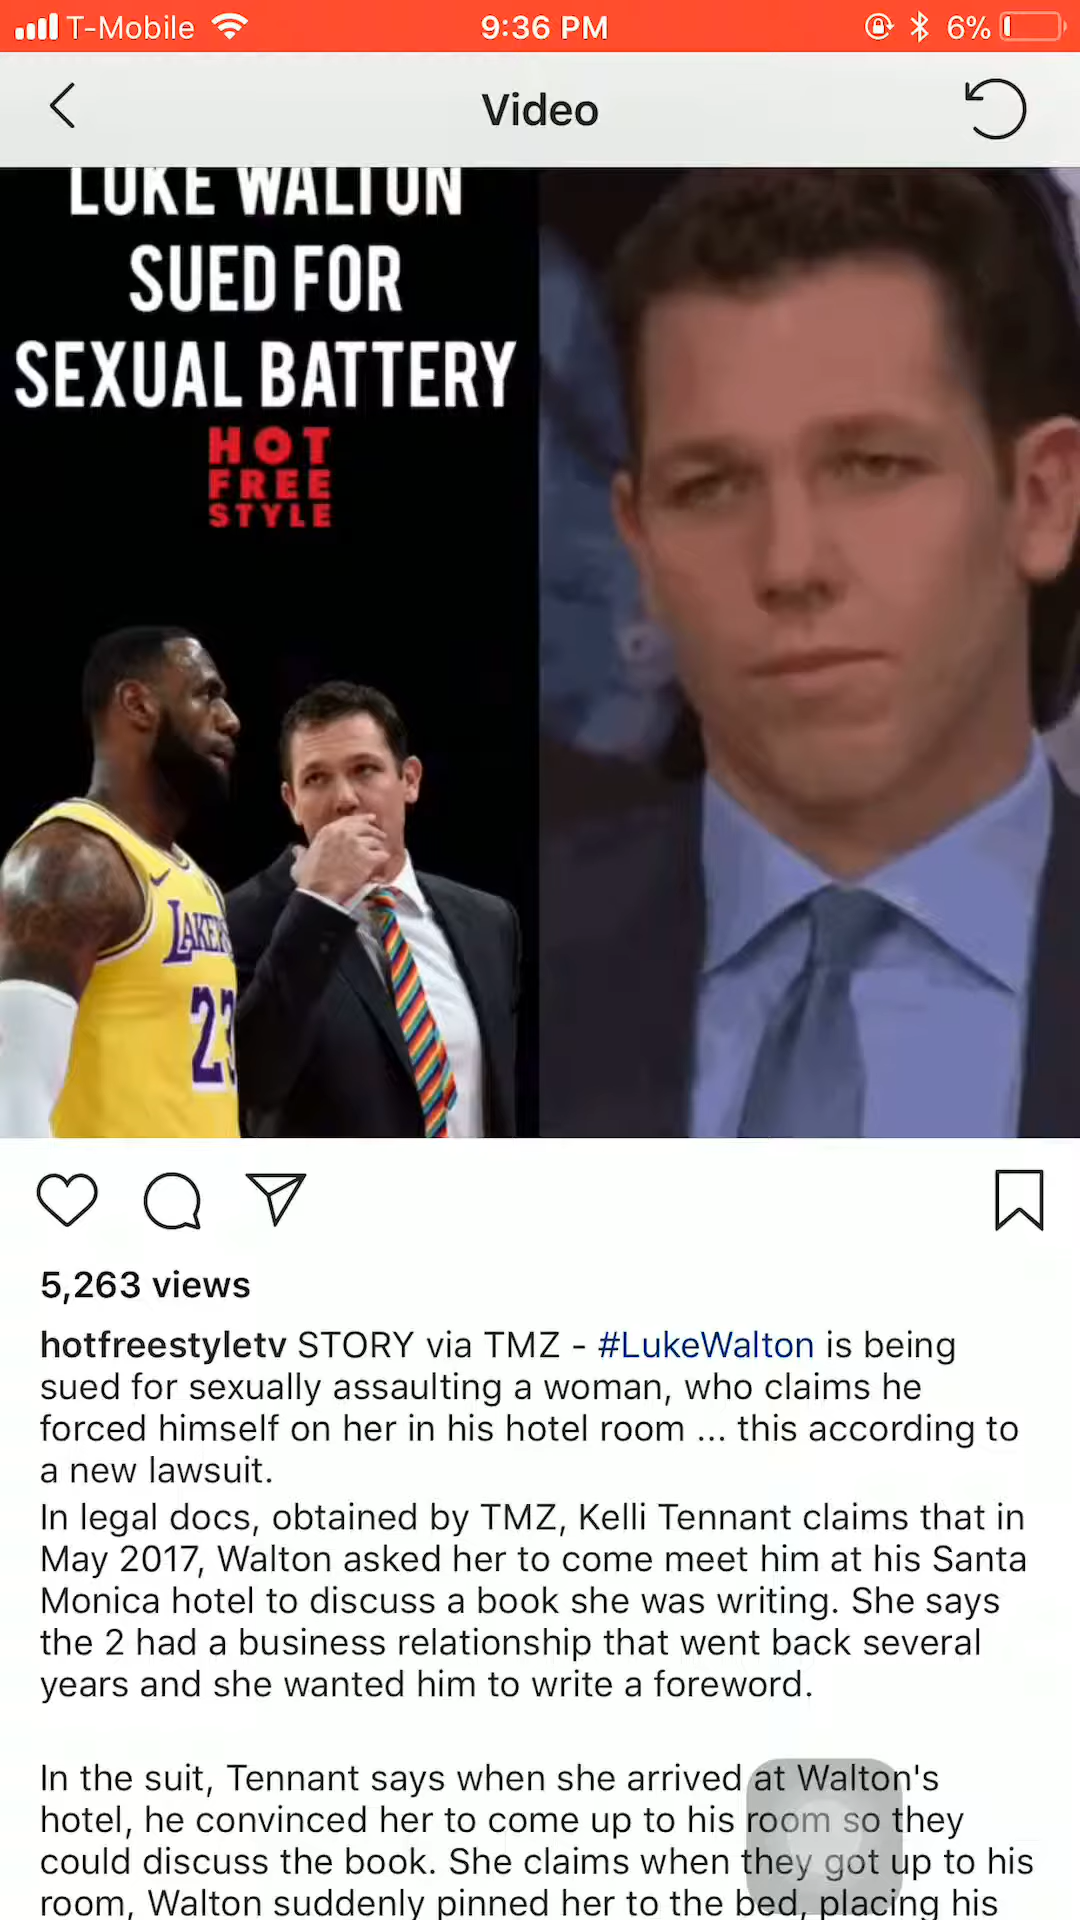 T-Mobile
9:36 PM
6%
Video
LUKE WALTON
SUED FOR
SEXUAL BATTERY
HOT
FREE
STYLE
LAKERS
23
5,263 views
hotfreestyletv STORY via TMZ - #LukeWalton is being
sued for sexually assaulting a woman, who claims he
forced himself on her in his hotel room ... this according to
a new lawsuit.
In legal docs, obtained by TMZ, Kelli Tennant claims that in
May 2017, Walton asked her to come meet him at his Santa
Monica hotel to discuss a book she was writing. She says
the 2 had a business relationship that went back several
years and she wanted him to write a foreword.
In the suit, Tennant says when she arrived at Walton's
hotel, he convinced her to come up to his room so they
could discuss the book. She claims when they got up to his
room, Walton suddenly pinned her to the bed, placing his